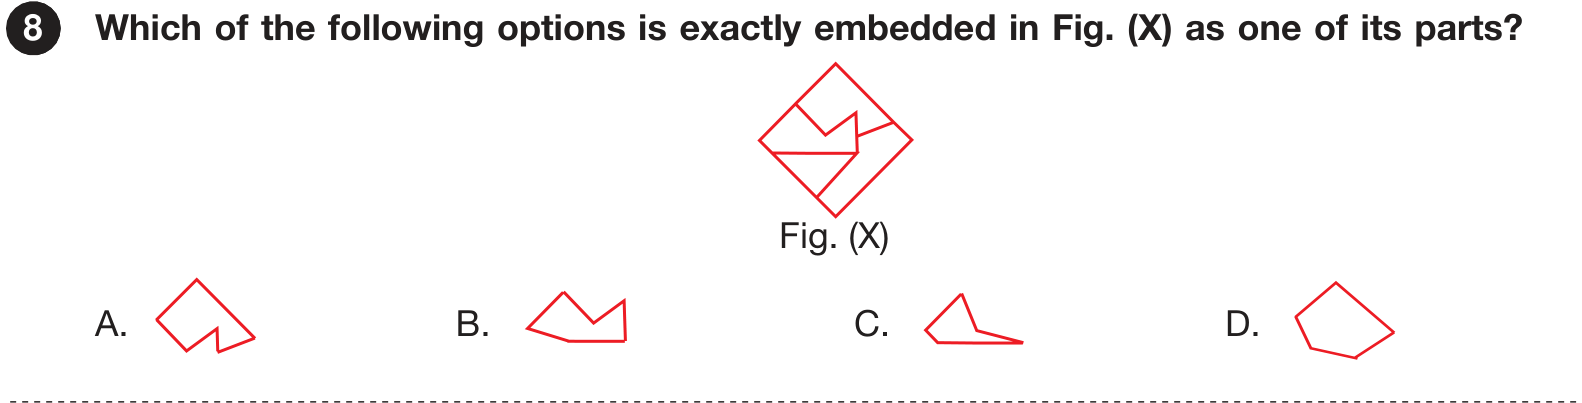 8 Which of the following options is exactly embedded in Fig. (X) as one of its parts?
Fig. (X)
A. B. C. D.